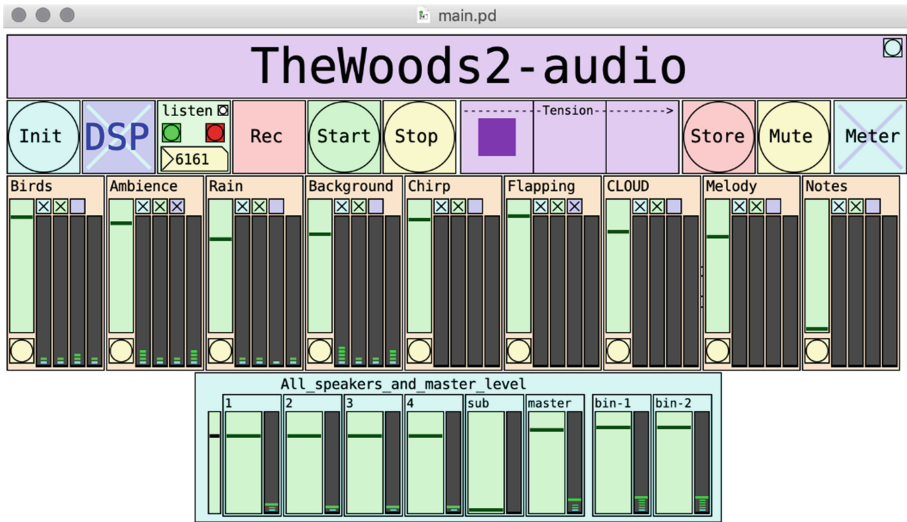 main.pd
TheWoods2-audio
Init
DSP
listen
6161
Rec
Start
Stop
Tension
Store
Mute
Meter
Birds
Ambience
Rain
Background
Chirp
Flapping
CLOUD
Melody
Notes
All_speakers_and_master_level
1
2
3
4
sub
master
bin-1
bin-2